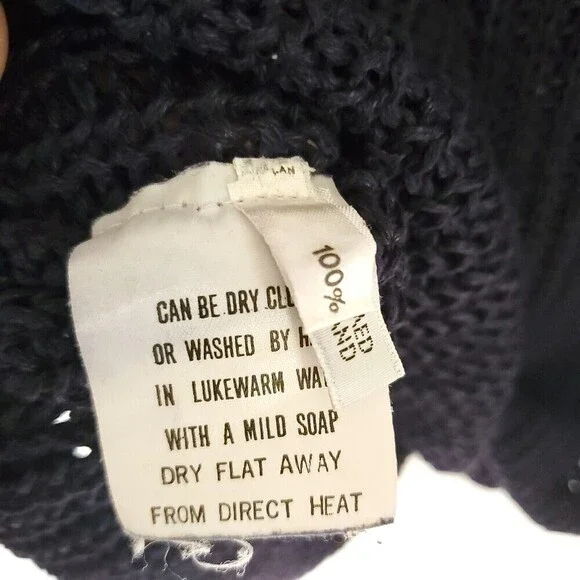 CAN BE DRY CLE
OR WASHED BY H
IN LUKEWARM WA
WITH A MILD SOAP
DRY FLAT AWAY
FROM DIRECT HEAT
100%